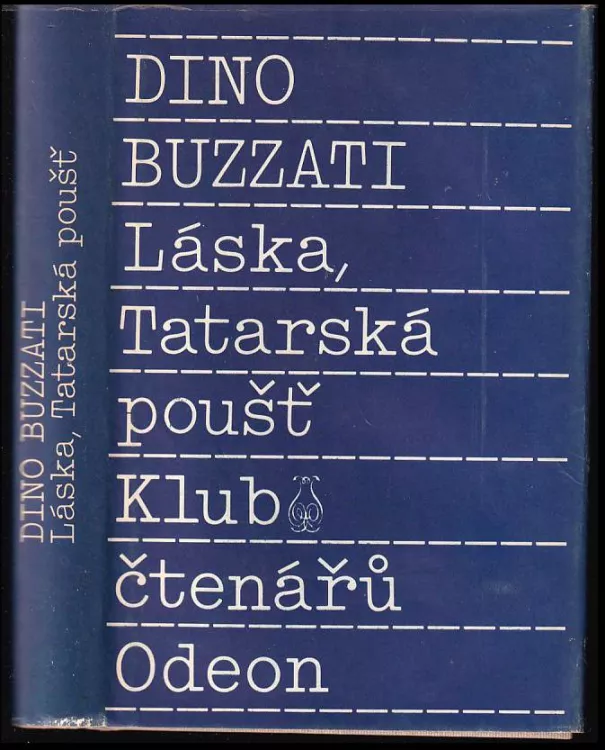 DINO
BUZZATI
Láska,
Tatarská
poušť
Klub
čtenářů
Odeon
DINO BUZZATI
Láska, Tatarská poušť